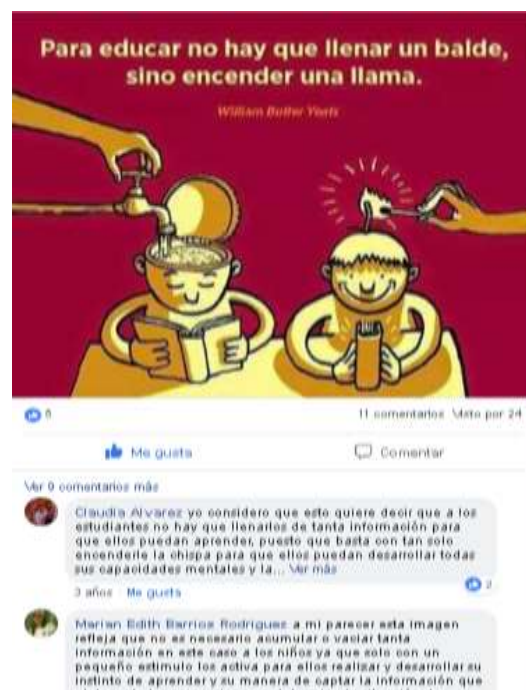 Para educar no hay que llenar un balde,
sino encender una llama.
William Butler Yeats
8
11 comentarios Visto por 24
Me gusta
Comentar
Ver 9 comentarios más
Claudia Alvarez yo considero que esto quiere decir que a los
estudiantes no hay que llenarlos de tanta información para
que ellos puedan aprender, puesto que basta con tan solo
encenderle la chispa para que ellos puedan desarrollar todas
sus capacidades mentales y la... Ver más
3 años Me gusta
2
Marian Edith Barrios Rodriguez a mi parecer esta imagen
refleja que no es necesario acumular o vaciar tanta
información en este caso a los niños ya que solo con un
pequeño estimulo los activa para ellos realizar y desarrollar su
instinto de aprender y su manera de captar la información que